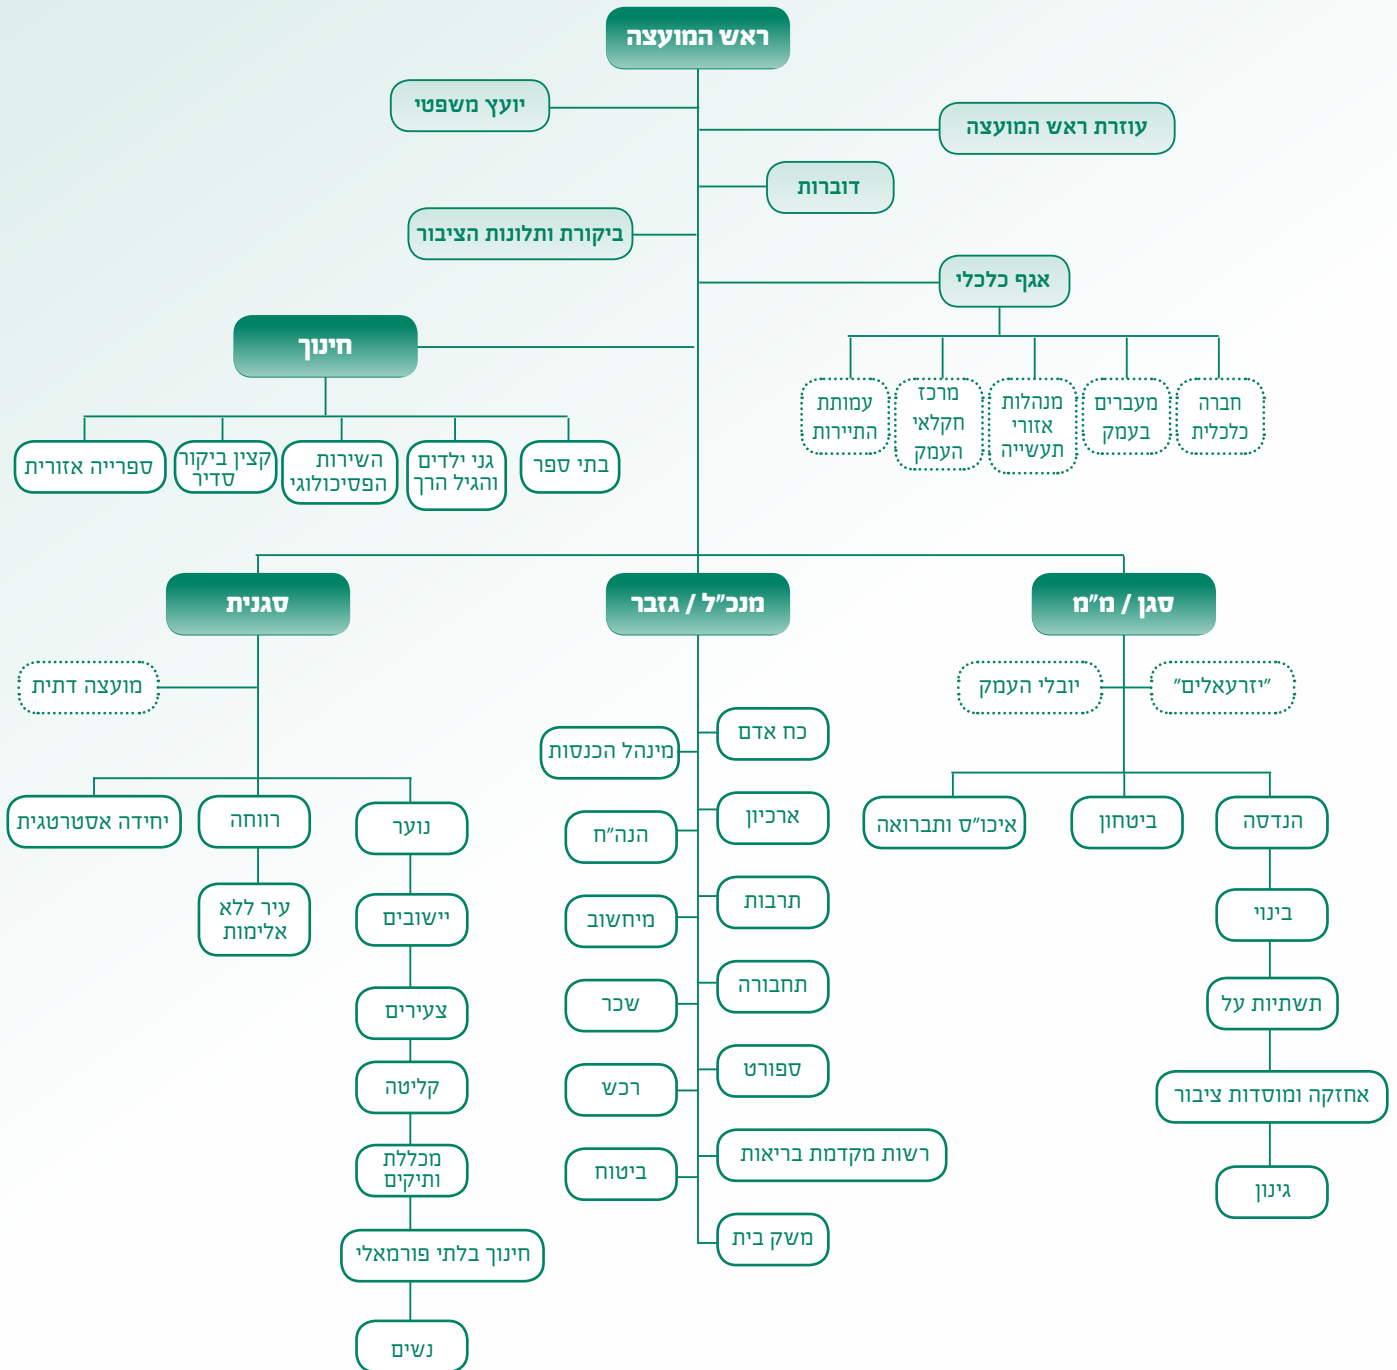 ראש המועצה
יועץ משפטי
עוזרת ראש המועצה
דוברות
ביקורת ותלונות הציבור
אגף כלכלי
חברה
כלכלית
מעברים
בעמק
מנהלות
אזורי
תעשייה
מרכז
חקלאי
העמק
עמותת
התיירות
חינוך
בתי ספר
גני ילדים
והגיל הרך
השירות
הפסיכולוגי
קצין ביקור
סדיר
ספרייה אזורית
סגן / מ"מ
מנכ"ל / גזבר
סגנית
"יזרעאלים"
יובלי העמק
הנדסה
ביטחון
איכו"ס ותברואה
בינוי
תשתיות על
אחזקה ומוסדות ציבור
גינון
כח אדם
מינהל הכנסות
ארכיון
הנה"ח
תרבות
מיחשוב
תחבורה
שכר
ספורט
רכש
רשות מקדמת בריאות
ביטוח
משק בית
מועצה דתית
נוער
רווחה
יחידה אסטרטגית
יישובים
עיר ללא
אלימות
צעירים
קליטה
מכללת
ותיקים
חינוך בלתי פורמאלי
נשים